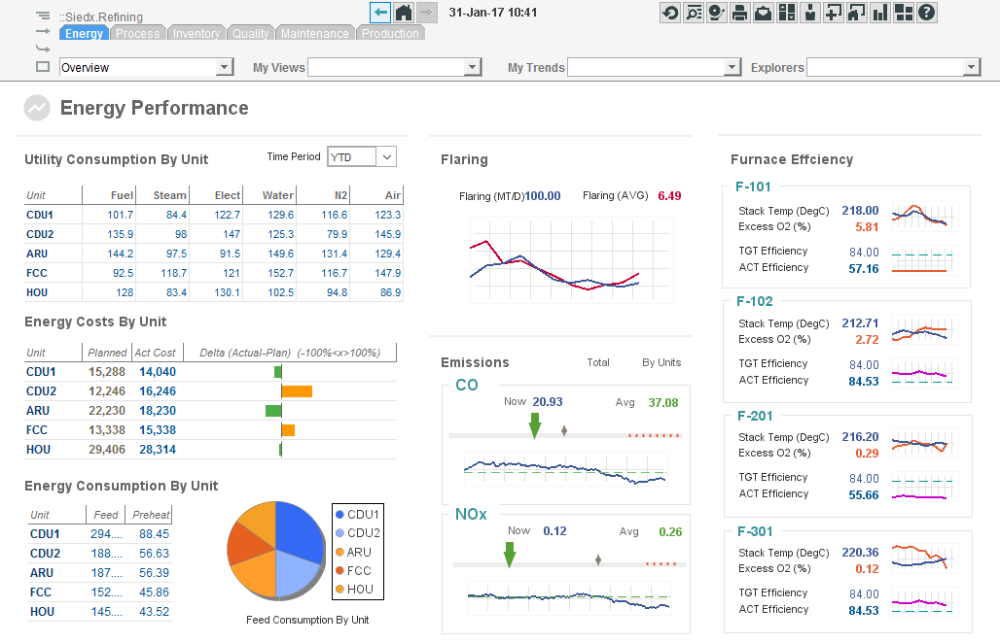 ::Siedx.Refining
31-Jan-17 10:41
Energy Process Inventory Quality Maintenance Production
Overview My Views My Trends Explorers
Energy Performance
Utility Consumption By Unit Time Period YTD
Unit Fuel Steam Elect Water N2 Air
CDU1 101.7 84.4 122.7 129.6 116.6 123.3
CDU2 135.9 98 147 125.3 79.9 145.9
ARU 144.2 97.5 91.5 149.6 131.4 129.4
FCC 92.5 118.7 121 152.7 116.7 147.9
HOU 128 83.4 130.1 102.5 94.8 86.9
Energy Costs By Unit
Unit Planned Act Cost Delta (Actual-Plan) (-100%<x>100%)
CDU1 15,288 14,040
CDU2 12,246 16,246
ARU 22,230 18,230
FCC 13,338 15,338
HOU 29,406 28,314
Energy Consumption By Unit
Unit Feed Preheat
CDU1 294.... 88.45
CDU2 188.... 56.63
ARU 187.... 56.39
FCC 152.... 45.86
HOU 145.... 43.52
CDU1
CDU2
ARU
FCC
HOU
Feed Consumption By Unit
Flaring
Flaring (MT/D)100.00 Flaring (AVG) 6.49
Emissions Total By Units
CO
Now 20.93 Avg 37.08
NOx
Now 0.12 Avg 0.26
Furnace Effciency
F-101
Stack Temp (DegC) 218.00
Excess O2 (%) 5.81
TGT Efficiency 84.00
ACT Efficiency 57.16
F-102
Stack Temp (DegC) 212.71
Excess O2 (%) 2.72
TGT Efficiency 84.00
ACT Efficiency 84.53
F-201
Stack Temp (DegC) 216.20
Excess O2 (%) 0.29
TGT Efficiency 84.00
ACT Efficiency 55.66
F-301
Stack Temp (DegC) 220.36
Excess O2 (%) 0.12
TGT Efficiency 84.00
ACT Efficiency 84.53